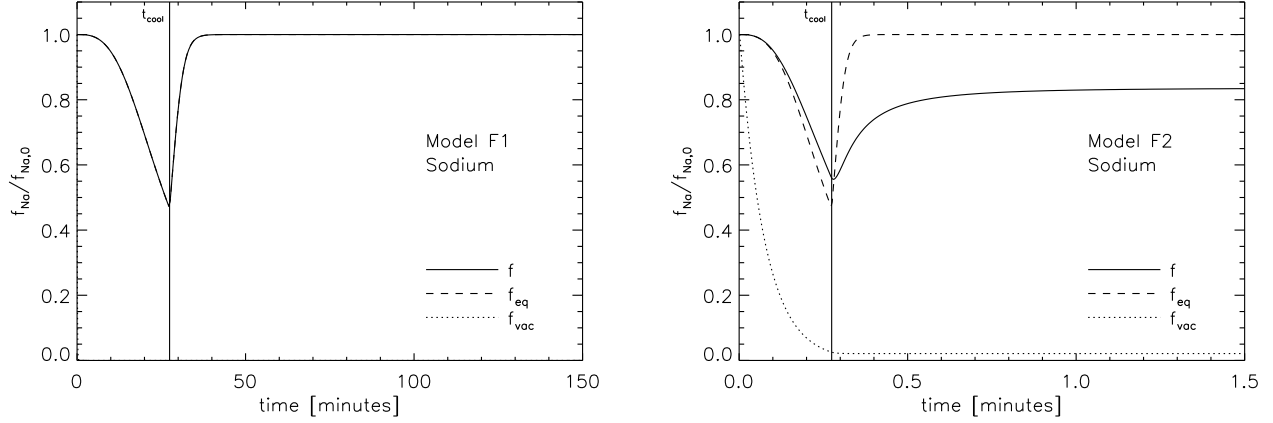 t_cool
1.0
0.8
0.6
0.4
0.2
0.0
f_Na/f_Na,0
Model F1
Sodium
f
f_eq
f_vac
0
50
100
150
time [minutes]
t_cool
1.0
0.8
0.6
0.4
0.2
0.0
f_Na/f_Na,0
Model F2
Sodium
f
f_eq
f_vac
0.0
0.5
1.0
1.5
time [minutes]